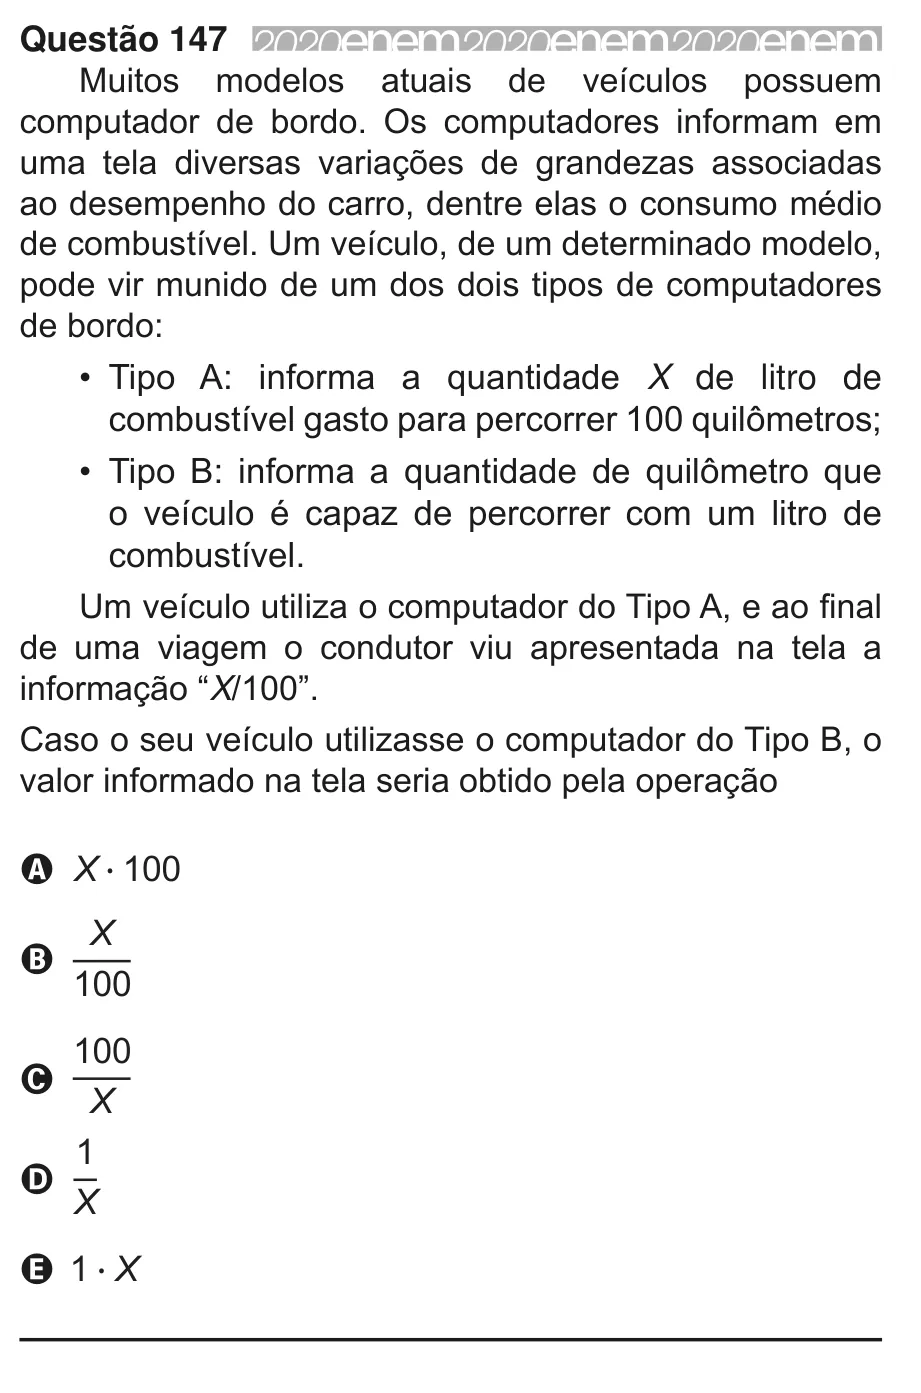 Questão 147 2020enem2020enem2020enem
Muitos modelos atuais de veículos possuem
computador de bordo. Os computadores informam em
uma tela diversas variações de grandezas associadas
ao desempenho do carro, dentre elas o consumo médio
de combustível. Um veículo, de um determinado modelo,
pode vir munido de um dos dois tipos de computadores
de bordo:
• Tipo A: informa a quantidade X de litro de
combustível gasto para percorrer 100 quilômetros;
• Tipo B: informa a quantidade de quilômetro que
o veículo é capaz de percorrer com um litro de
combustível.
Um veículo utiliza o computador do Tipo A, e ao final
de uma viagem o condutor viu apresentada na tela a
informação “X/100”.
Caso o seu veículo utilizasse o computador do Tipo B, o
valor informado na tela seria obtido pela operação
A X · 100
B X
100
C 100
X
D 1
X
E 1 · X